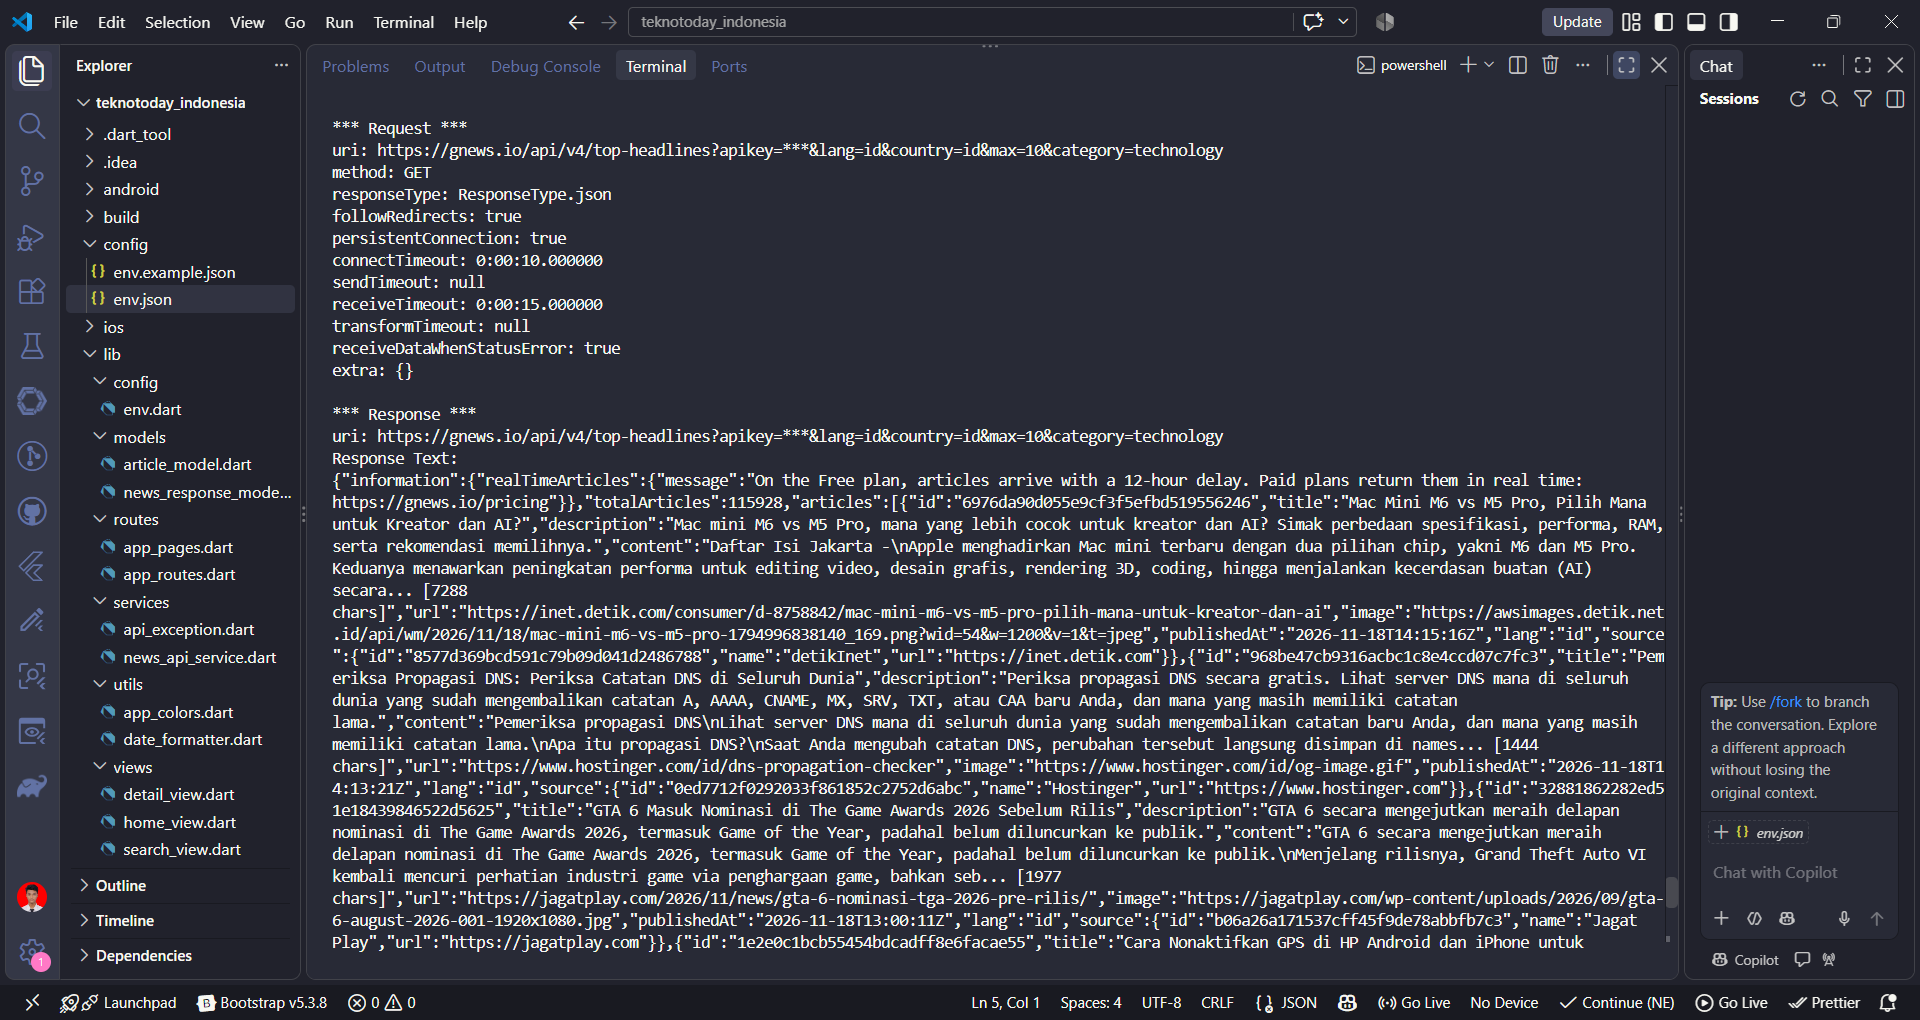 File Edit Selection View Go Run Terminal Help
teknotoday_indonesia
Update
Explorer
teknotoday_indonesia
.dart_tool
.idea
android
build
config
env.example.json
env.json
ios
lib
config
env.dart
models
article_model.dart
news_response_mode...
routes
app_pages.dart
app_routes.dart
services
api_exception.dart
news_api_service.dart
utils
app_colors.dart
date_formatter.dart
views
detail_view.dart
home_view.dart
search_view.dart
Outline
Timeline
Dependencies
1
Problems Output Debug Console Terminal Ports
powershell
*** Request ***
uri: https://gnews.io/api/v4/top-headlines?apikey=***&lang=id&country=id&max=10&category=technology
method: GET
responseType: ResponseType.json
followRedirects: true
persistentConnection: true
connectTimeout: 0:00:10.000000
sendTimeout: null
receiveTimeout: 0:00:15.000000
transformTimeout: null
receiveDataWhenStatusError: true
extra: {}
*** Response ***
uri: https://gnews.io/api/v4/top-headlines?apikey=***&lang=id&country=id&max=10&category=technology
Response Text:
{"information":{"realTimeArticles":{"message":"On the Free plan, articles arrive with a 12-hour delay. Paid plans return them in real time:
https://gnews.io/pricing"}},"totalArticles":115928,"articles":[{"id":"6976da90d055e9cf3f5efbd519556246","title":"Mac Mini M6 vs M5 Pro, Pilih Mana
untuk Kreator dan AI?","description":"Mac mini M6 vs M5 Pro, mana yang lebih cocok untuk kreator dan AI? Simak perbedaan spesifikasi, performa, RAM,
serta rekomendasi memilihnya.","content":"Daftar Isi Jakarta -\nApple menghadirkan Mac mini terbaru dengan dua pilihan chip, yakni M6 dan M5 Pro.
Keduanya menawarkan peningkatan performa untuk editing video, desain grafis, rendering 3D, coding, hingga menjalankan kecerdasan buatan (AI)
secara... [7288
chars]","url":"https://inet.detik.com/consumer/d-8758842/mac-mini-m6-vs-m5-pro-pilih-mana-untuk-kreator-dan-ai","image":"https://awsimages.detik.net
.id/api/wm/2026/11/18/mac-mini-m6-vs-m5-pro-1794996838140_169.png?wid=54&w=1200&v=1&t=jpeg","publishedAt":"2026-11-18T14:15:16Z","lang":"id","source
":{"id":"8577d369bcd591c79b09d041d2486788","name":"detikInet","url":"https://inet.detik.com"}},{"id":"968be47cb9316acbc1c8e4ccd07c7fc3","title":"Pem
eriksa Propagasi DNS: Periksa Catatan DNS di Seluruh Dunia","description":"Periksa propagasi DNS secara gratis. Lihat server DNS mana di seluruh
dunia yang sudah mengembalikan catatan A, AAAA, CNAME, MX, SRV, TXT, atau CAA baru Anda, dan mana yang masih memiliki catatan
lama.","content":"Pemeriksa propagasi DNS\nLihat server DNS mana di seluruh dunia yang sudah mengembalikan catatan baru Anda, dan mana yang masih
memiliki catatan lama.\nApa itu propagasi DNS?\nSaat Anda mengubah catatan DNS, perubahan tersebut langsung disimpan di names... [1444
chars]","url":"https://www.hostinger.com/id/dns-propagation-checker","image":"https://www.hostinger.com/id/og-image.gif","publishedAt":"2026-11-18T1
4:13:21Z","lang":"id","source":{"id":"0ed7712f0292033f861852c2752d6abc","name":"Hostinger","url":"https://www.hostinger.com"}},{"id":"32881862282ed5
1e18439846522d5625","title":"GTA 6 Masuk Nominasi di The Game Awards 2026 Sebelum Rilis","description":"GTA 6 secara mengejutkan meraih delapan
nominasi di The Game Awards 2026, termasuk Game of the Year, padahal belum diluncurkan ke publik.","content":"GTA 6 secara mengejutkan meraih
delapan nominasi di The Game Awards 2026, termasuk Game of the Year, padahal belum diluncurkan ke publik.\nMenjelang rilisnya, Grand Theft Auto VI
kembali mencuri perhatian industri game via penghargaan game, bahkan seb... [1977
chars]","url":"https://jagatplay.com/2026/11/news/gta-6-nominasi-tga-2026-pre-rilis/","image":"https://jagatplay.com/wp-content/uploads/2026/09/gta-
6-august-2026-001-1920x1080.jpg","publishedAt":"2026-11-18T13:00:11Z","lang":"id","source":{"id":"b06a26a171537cff45f9de78abbfb7c3","name":"Jagat
Play","url":"https://jagatplay.com"}},{"id":"1e2e0c1bcb55454bdcadff8e6facae55","title":"Cara Nonaktifkan GPS di HP Android dan iPhone untuk
Chat
Sessions
Tip: Use /fork to branch
the conversation. Explore
a different approach
without losing the
original context.
env.json
Chat with Copilot
Copilot
Launchpad Bootstrap v5.3.8 0 0 Ln 5, Col 1 Spaces: 4 UTF-8 CRLF JSON Go Live No Device Continue (NE) Go Live Prettier